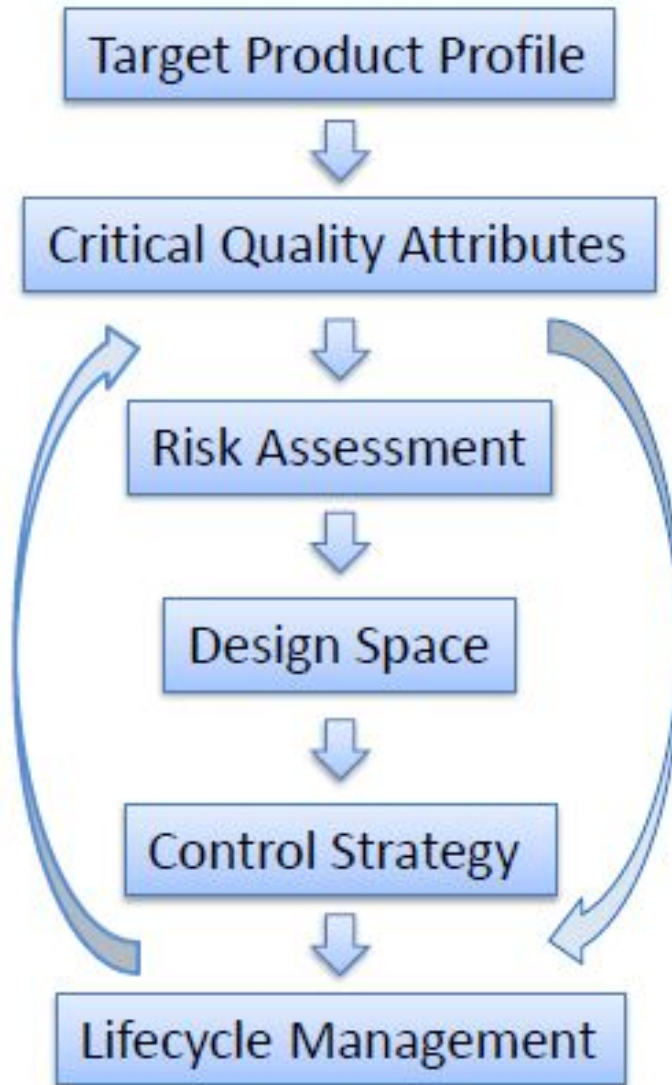 Target Product Profile
Critical Quality Attributes
Risk Assessment
Design Space
Control Strategy
Lifecycle Management